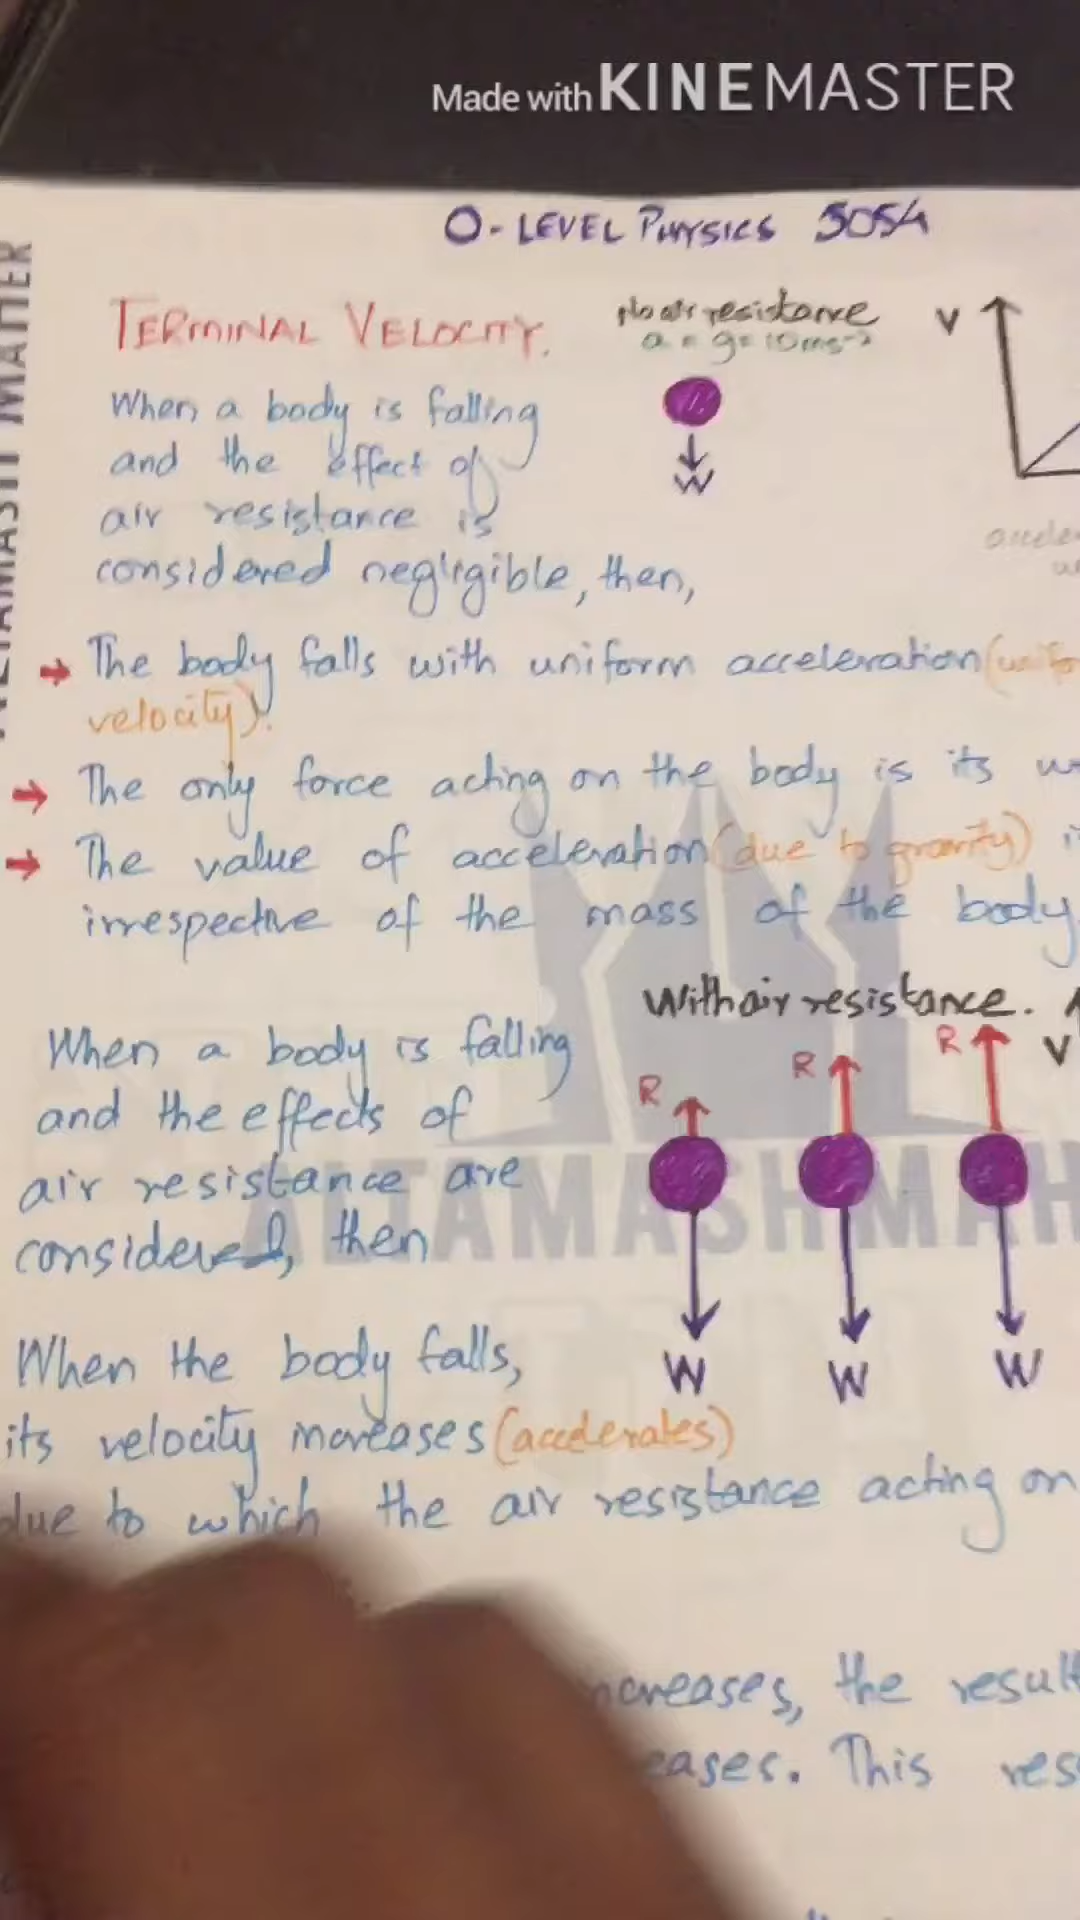 Made with KINEMASTER
O-LEVEL PHYSICS 5054
TERMINAL VELOCITY.
No air resistance
a = g = 10ms⁻²
V
W
When a body is falling
and the effect of
air resistance is
considered negligible, then,
→ The body falls with uniform acceleration
velocity).
→ The only force acting on the body is its
→ The value of acceleration (due to gravity)
irrespective of the mass of the body
With air resistance.
When a body is falling
and the effects of
air resistance are
considered, then
R R R V
W W W
When the body falls,
its velocity increases (accelerates)
due to which the air resistance acting on
the
This
ALTAMASH